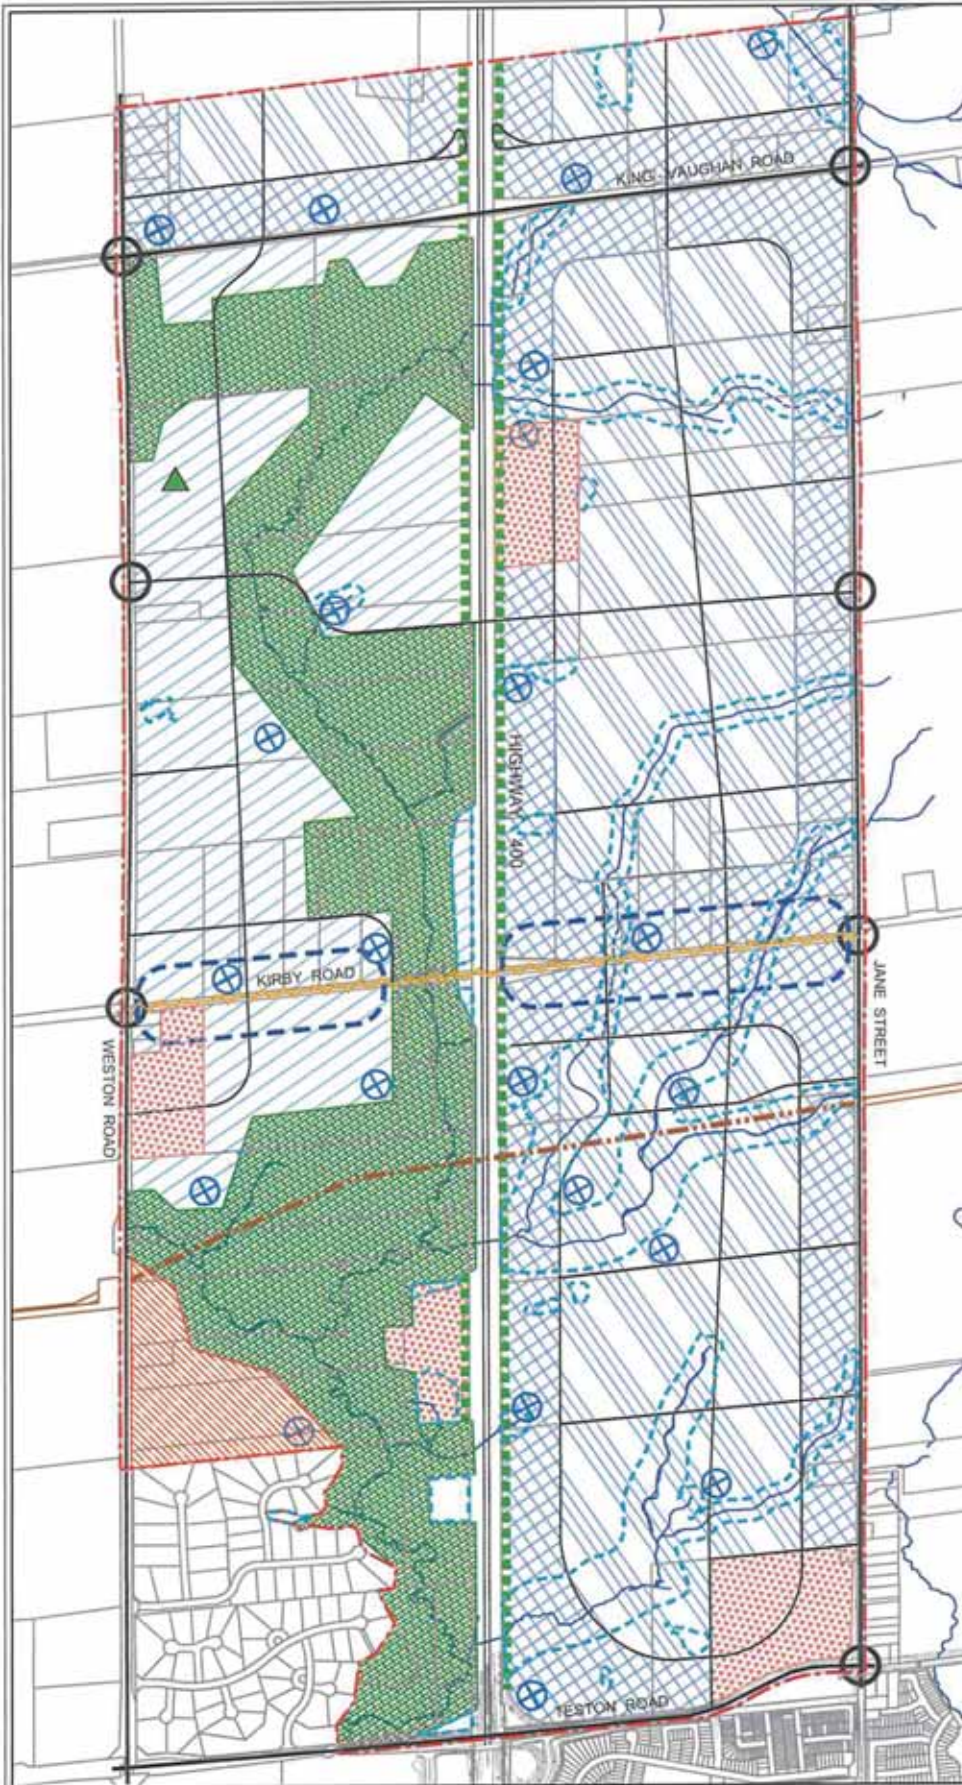 KING-VAUGHAN ROAD
HIGHWAY 400
KIRBY ROAD
JANE STREET
WESTON ROAD
TESTON ROAD